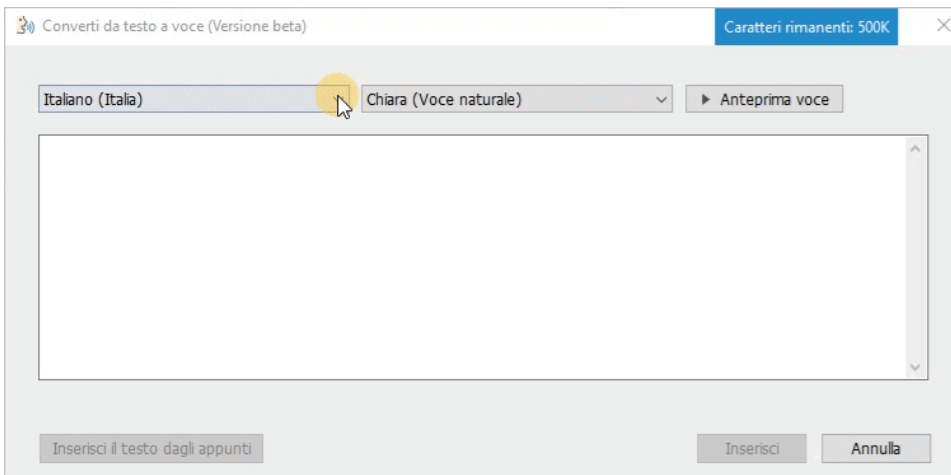 Converti da testo a voce (Versione beta)
Caratteri rimanenti: 500K
Italiano (Italia)
Chiara (Voce naturale)
Anteprima voce
Inserisci il testo dagli appunti
Inserisci
Annulla